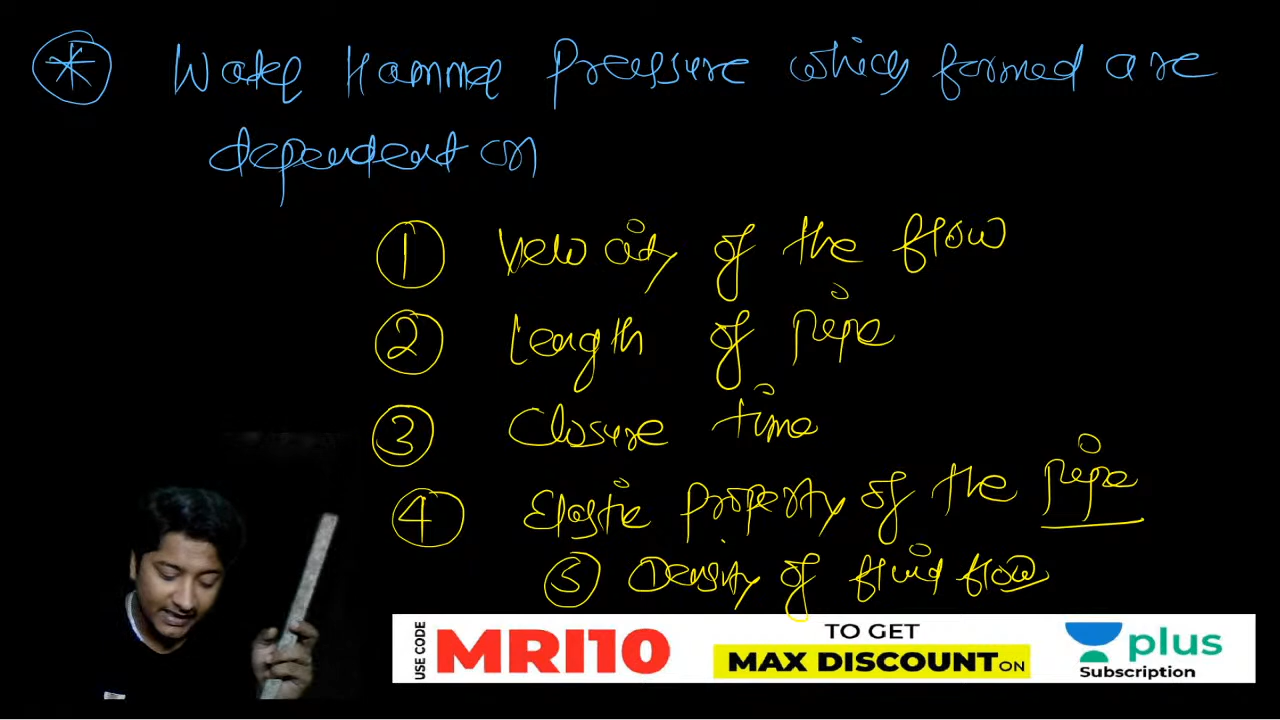 * Water Hammer Pressure which formed are
dependent on
1 Velocity of the flow
2 Length of pipe
3 Closure time
4 Elastic property of the pipe
5 Density of fluid flow
USE CODE
MRI10
TO GET
MAX DISCOUNT ON
plus
Subscription